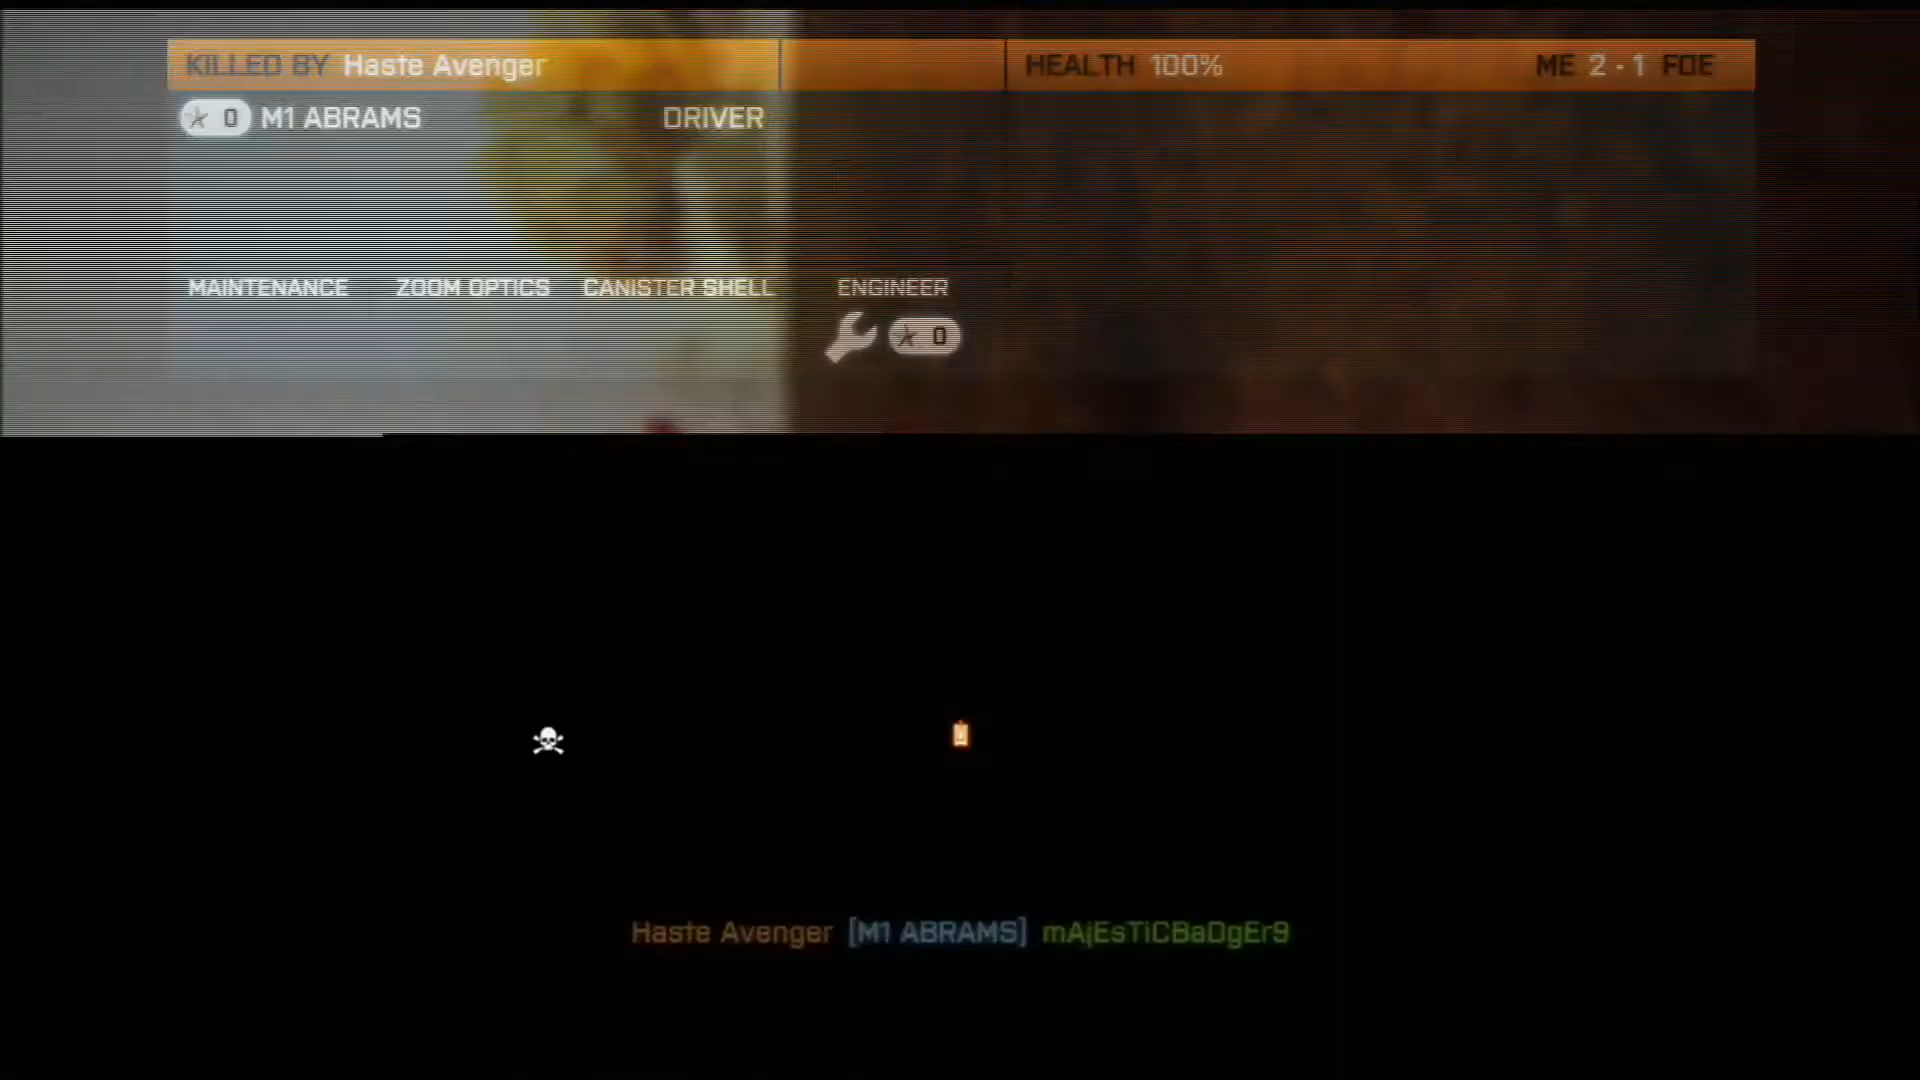 KILLED BY Haste Avenger HEALTH 100% ME 2 - 1 FOE
0 M1 ABRAMS DRIVER
MAINTENANCE ZOOM OPTICS CANISTER SHELL ENGINEER
0
Haste Avenger [M1 ABRAMS] mAjEsTiCBaDgEr9